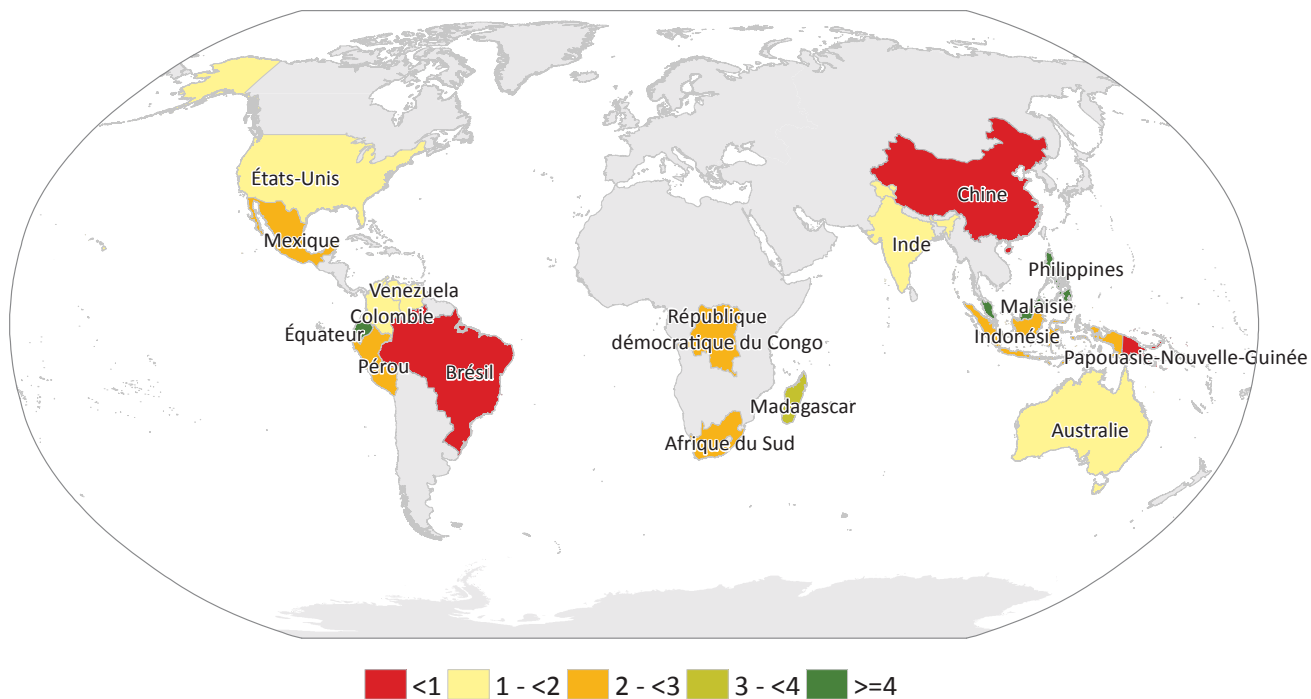 États-Unis
Chine
Mexique
Inde
Philippines
Venezuela
Malaisie
Colombie
République
démocratique du Congo
Équateur
Indonésie
Papouasie-Nouvelle-Guinée
Pérou
Brésil
Madagascar
Australie
Afrique du Sud
<1 1 - <2 2 - <3 3 - <4 >=4